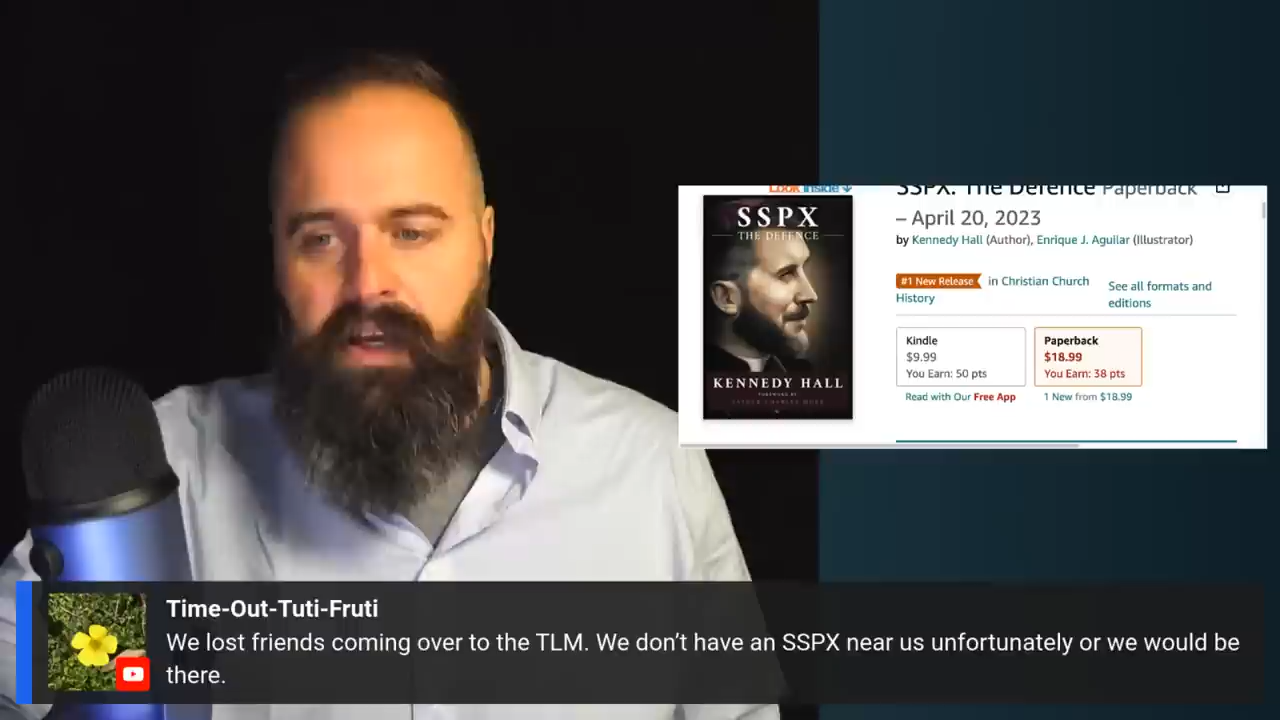 Look Inside
SSPX: The Defence Paperback
– April 20, 2023
by Kennedy Hall (Author), Enrique J. Aguilar (Illustrator)
#1 New Release in Christian Church
History
See all formats and
editions
Kindle
$9.99
You Earn: 50 pts
Paperback
$18.99
You Earn: 38 pts
Read with Our Free App
1 New from $18.99
SSPX
THE DEFENCE
KENNEDY HALL
Time-Out-Tuti-Fruti
We lost friends coming over to the TLM. We don’t have an SSPX near us unfortunately or we would be
there.